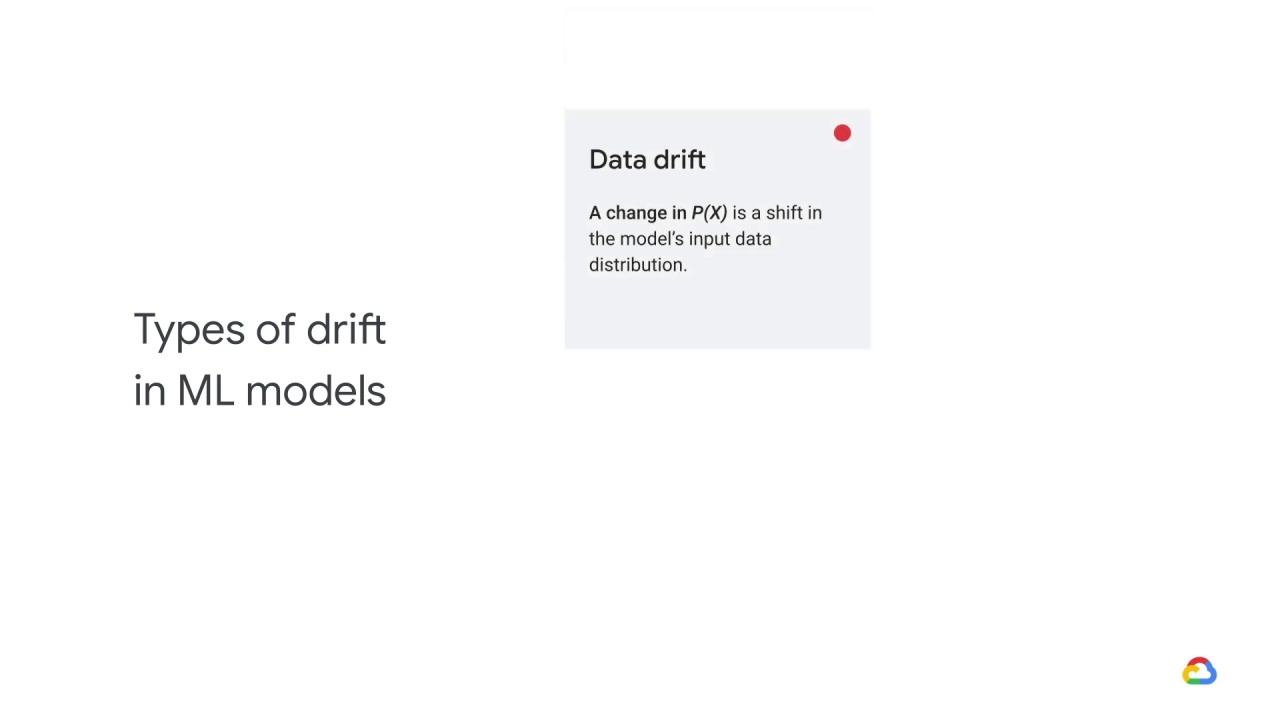 Types of drift
in ML models
Data drift
A change in P(X) is a shift in
the model’s input data
distribution.